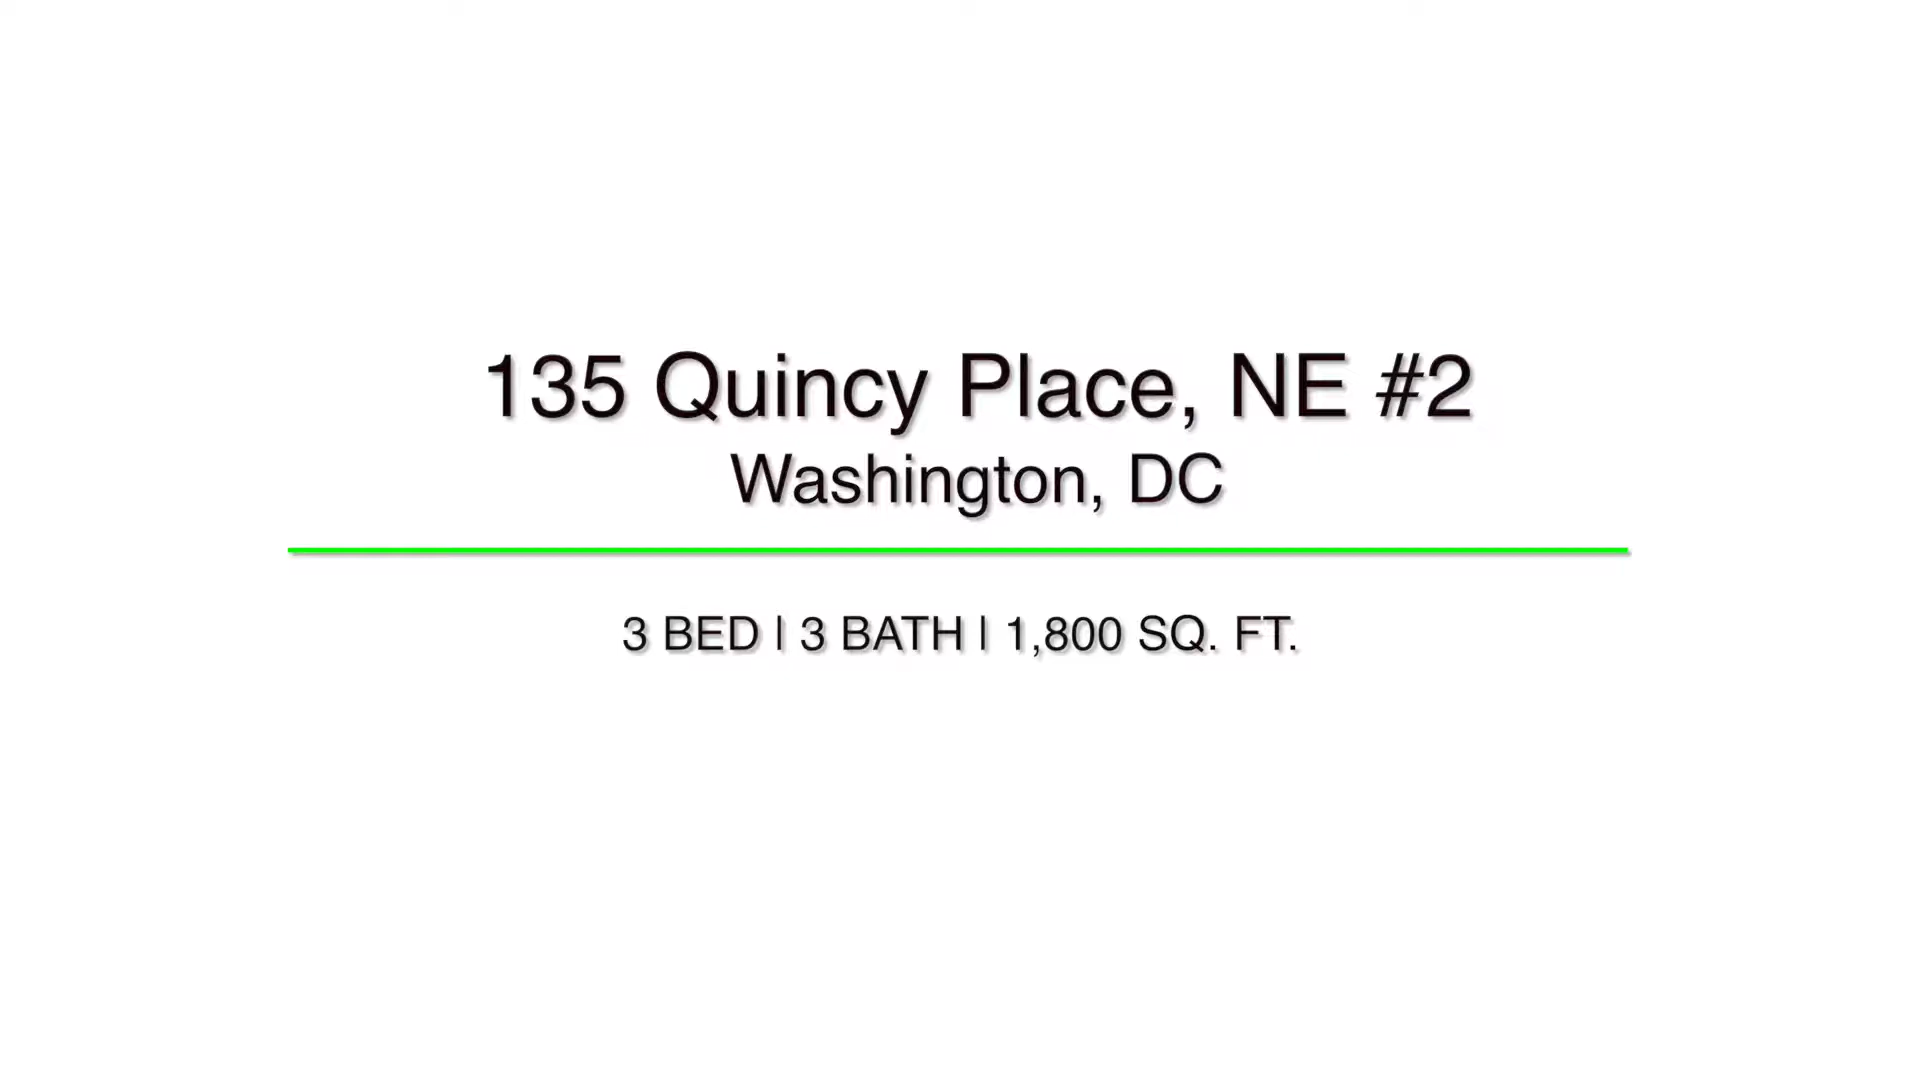 135 Quincy Place, NE #2
Washington, DC
3 BED | 3 BATH | 1,800 SQ. FT.